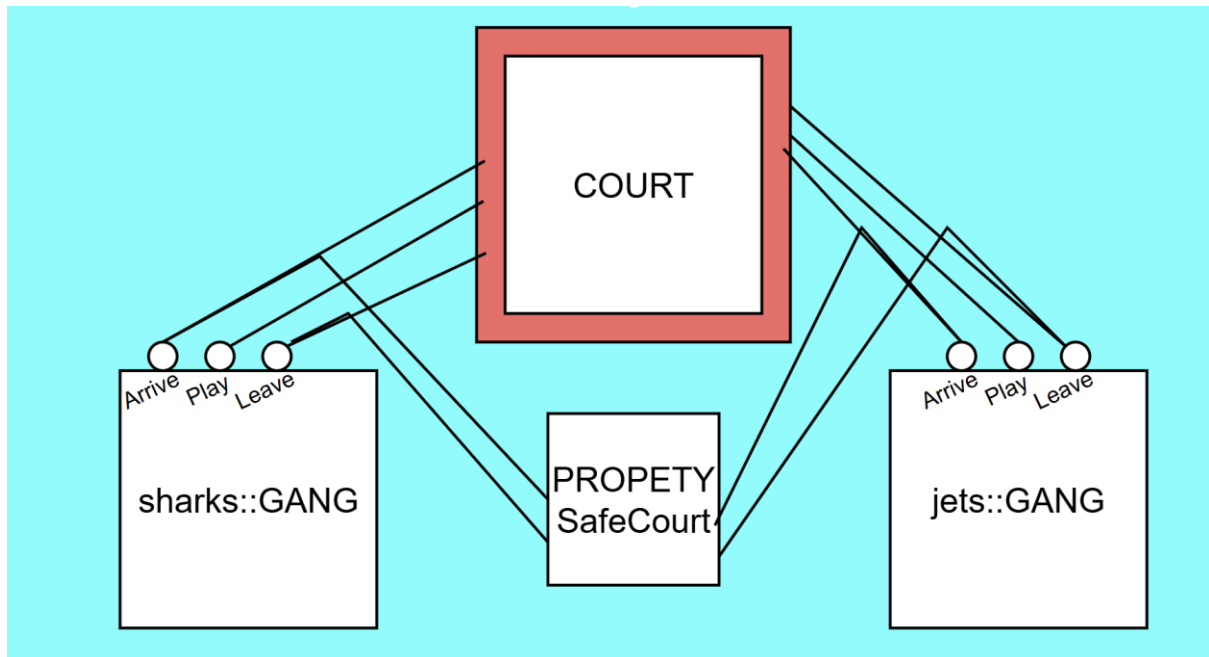 COURT
Arrive
Play
Leave
Arrive
Play
Leave
PROPETY
SafeCourt
sharks::GANG
jets::GANG